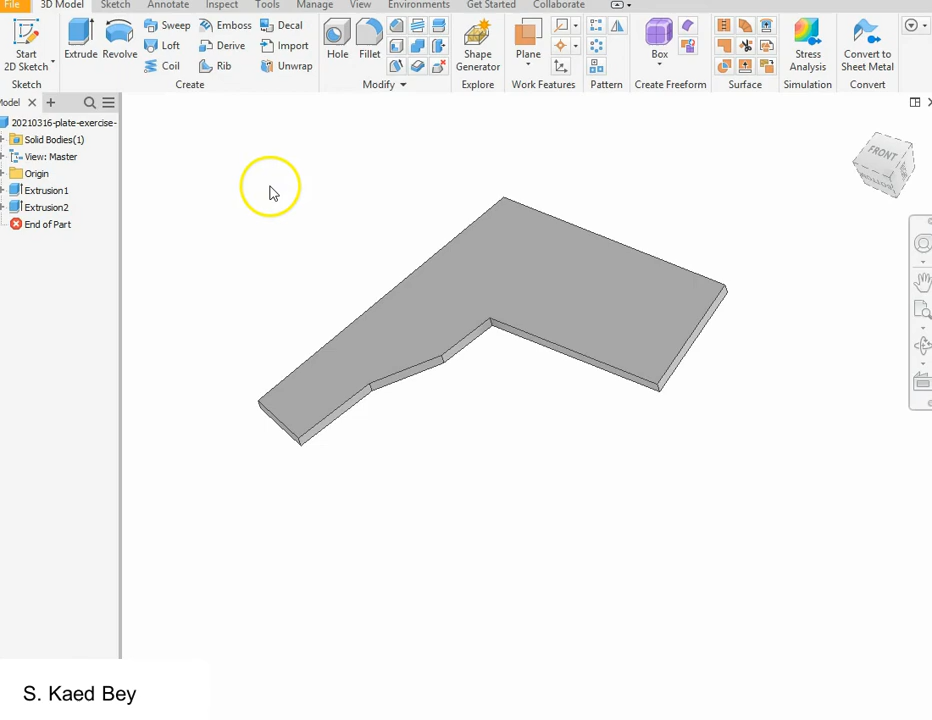 File 3D Model Sketch Annotate Inspect Tools Manage View Environments Get Started Collaborate
Start
2D Sketch
Extrude Revolve
Sweep Emboss Decal
Loft Derive Import
Coil Rib Unwrap
Hole Fillet
Shape
Generator
Plane
Box
Stress
Analysis
Convert to
Sheet Metal
Sketch Create Modify Explore Work Features Pattern Create Freeform Surface Simulation Convert
Model
20210316-plate-exercise-
Solid Bodies(1)
View: Master
Origin
Extrusion1
Extrusion2
End of Part
FRONT
S. Kaed Bey